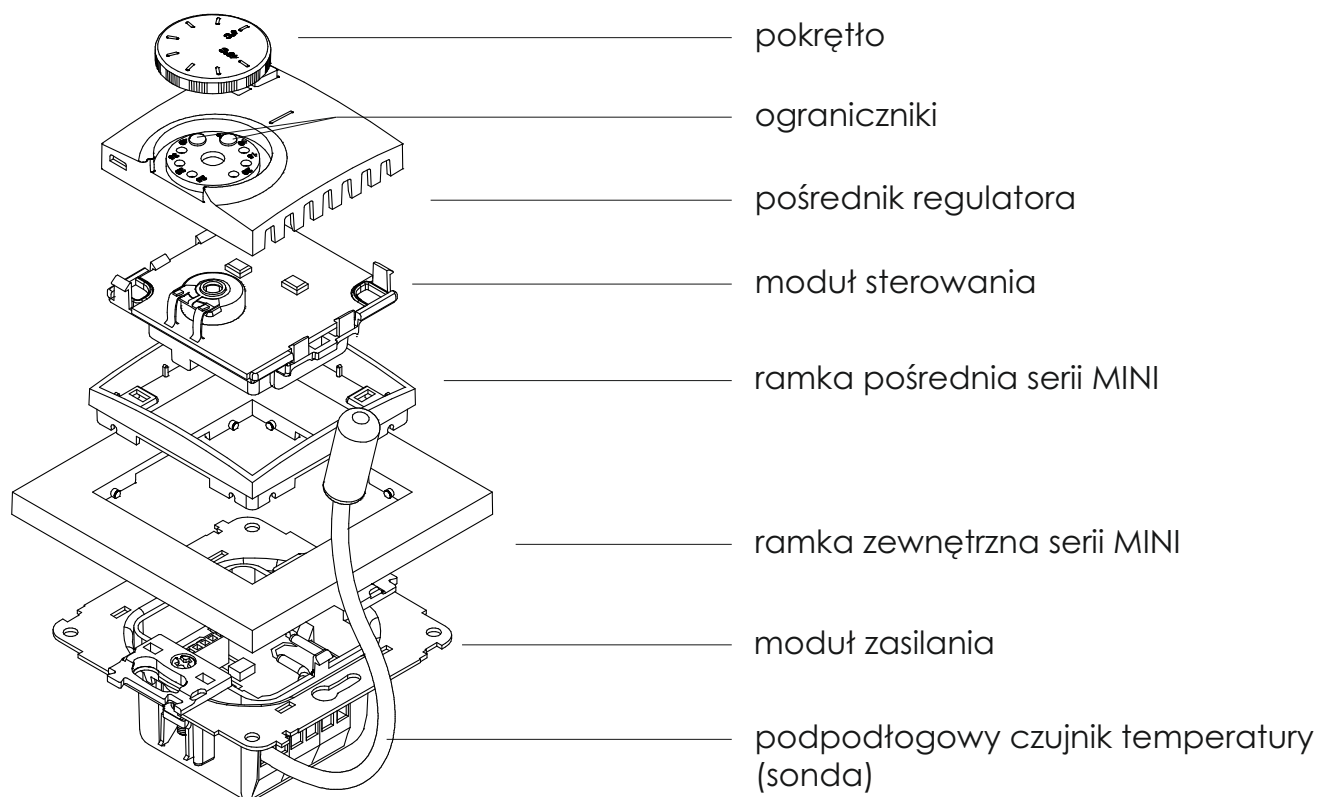 pokrętło
ograniczniki
pośrednik regulatora
moduł sterowania
ramka pośrednia serii MINI
ramka zewnętrzna serii MINI
moduł zasilania
podpodłogowy czujnik temperatury
(sonda)